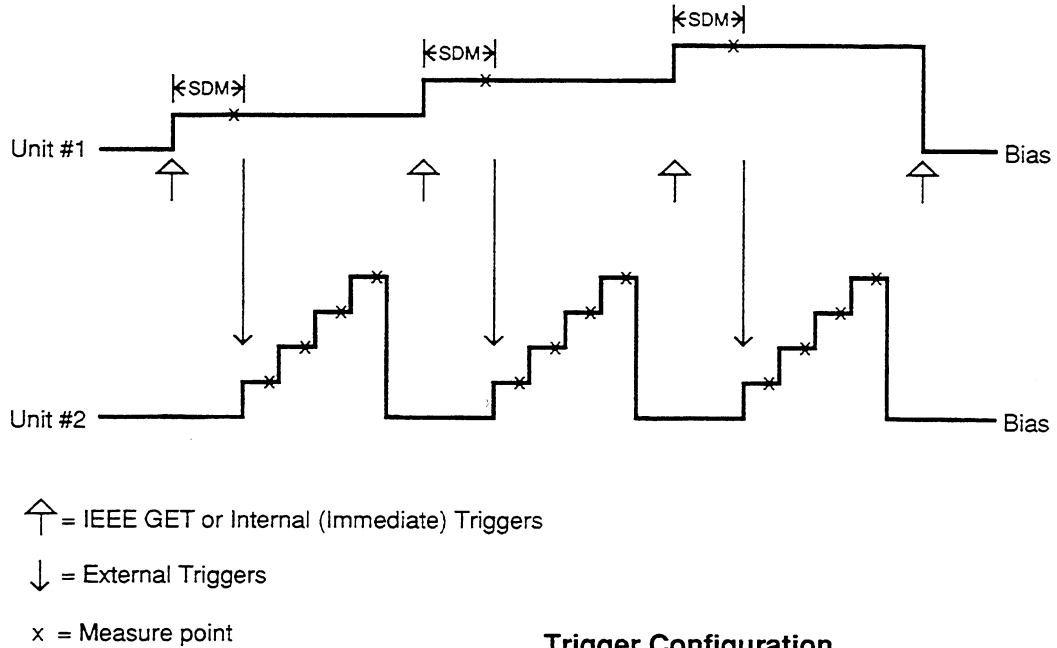 SDM
SDM
SDM
Unit #1
Bias
Unit #2
Bias
= IEEE GET or Internal (Immediate) Triggers
= External Triggers
x = Measure point
Trigger Configuration